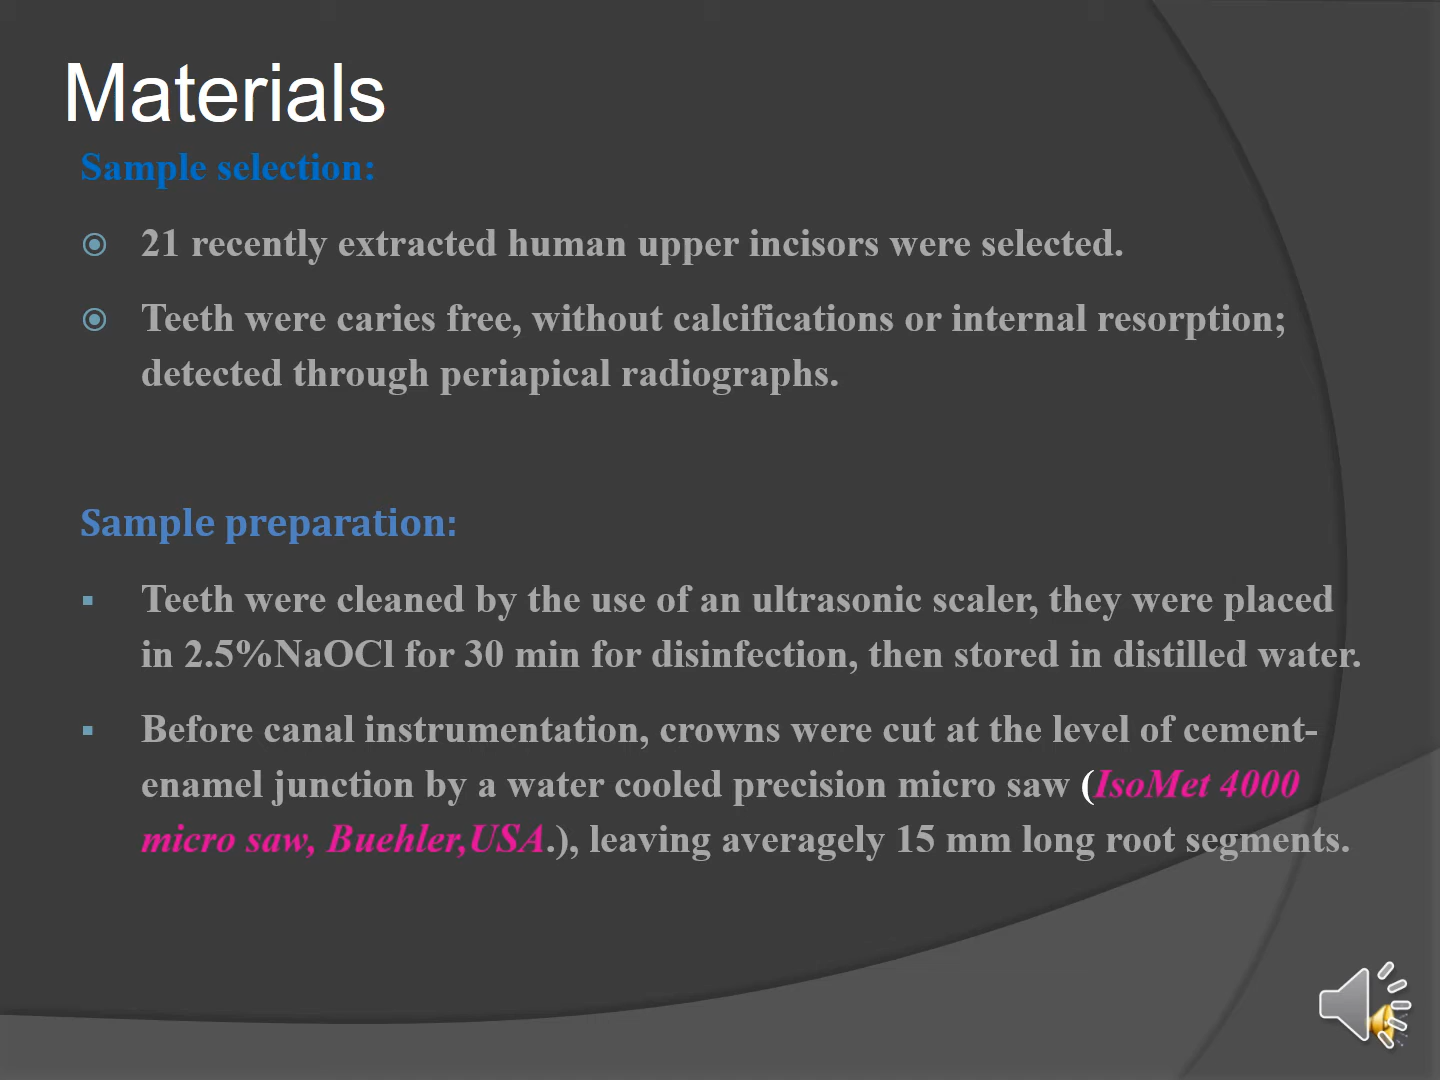 Materials
Sample selection:
21 recently extracted human upper incisors were selected.
Teeth were caries free, without calcifications or internal resorption;
detected through periapical radiographs.
Sample preparation:
Teeth were cleaned by the use of an ultrasonic scaler, they were placed
in 2.5%NaOCl for 30 min for disinfection, then stored in distilled water.
Before canal instrumentation, crowns were cut at the level of cement-
enamel junction by a water cooled precision micro saw (IsoMet 4000
micro saw, Buehler,USA.), leaving averagely 15 mm long root segments.